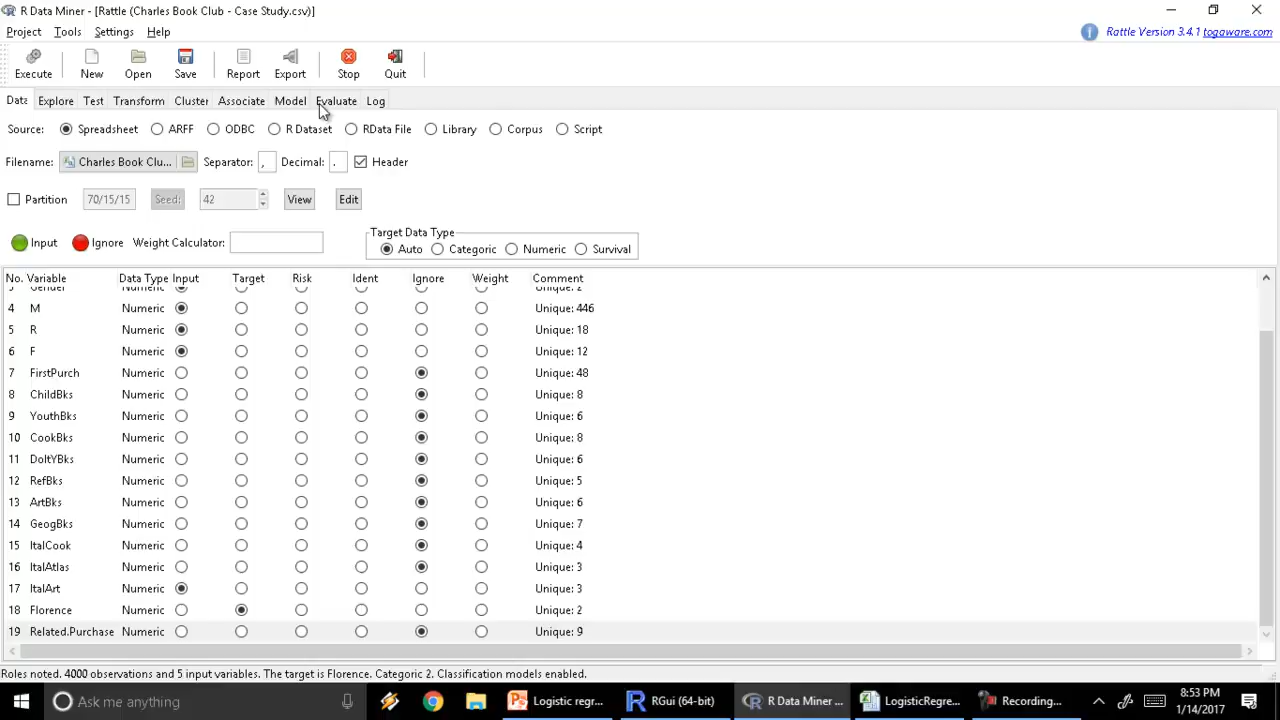 R Data Miner - [Rattle (Charles Book Club - Case Study.csv)]
Project Tools Settings Help
Rattle Version 3.4.1 togaware.com
Execute New Open Save Report Export Stop Quit
Data Explore Test Transform Cluster Associate Model Evaluate Log
Source: Spreadsheet ARFF ODBC R Dataset RData File Library Corpus Script
Filename: Charles Book Clu... Separator: , Decimal: . Header
Partition 70/15/15 Seed: 42 View Edit
Target Data Type
Input Ignore Weight Calculator: Auto Categoric Numeric Survival
No. Variable Data Type Input Target Risk Ident Ignore Weight Comment
3 Gender Numeric Unique: 2
4 M Numeric Unique: 446
5 R Numeric Unique: 18
6 F Numeric Unique: 12
7 FirstPurch Numeric Unique: 48
8 ChildBks Numeric Unique: 8
9 YouthBks Numeric Unique: 6
10 CookBks Numeric Unique: 8
11 DoItYBks Numeric Unique: 6
12 RefBks Numeric Unique: 5
13 ArtBks Numeric Unique: 6
14 GeogBks Numeric Unique: 7
15 ItalCook Numeric Unique: 4
16 ItalAtlas Numeric Unique: 3
17 ItalArt Numeric Unique: 3
18 Florence Numeric Unique: 2
19 Related.Purchase Numeric Unique: 9
Roles noted. 4000 observations and 5 input variables. The target is Florence. Categoric 2. Classification models enabled.
Ask me anything Logistic regr... RGui (64-bit) R Data Miner ... LogisticRegre... Recording... 8:53 PM
1/14/2017